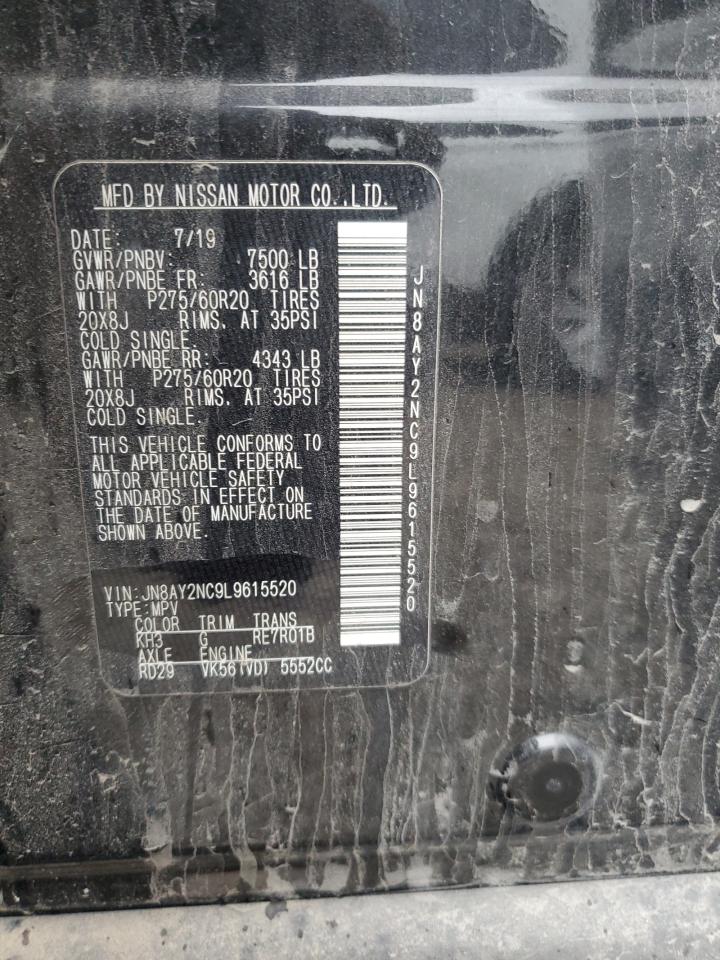 MFD BY NISSAN MOTOR CO.,LTD.
DATE: 7/19
GVWR/PNBV: 7500 LB
GAWR/PNBE FR: 3616 LB
WITH P275/60R20 TIRES
20X8J RIMS, AT 35PSI
COLD SINGLE.
GAWR/PNBE RR: 4343 LB
WITH P275/60R20 TIRES
20X8J RIMS, AT 35PSI
COLD SINGLE.
THIS VEHICLE CONFORMS TO
ALL APPLICABLE FEDERAL
MOTOR VEHICLE SAFETY
STANDARDS IN EFFECT ON
THE DATE OF MANUFACTURE
SHOWN ABOVE.
VIN:JN8AY2NC9L9615520
TYPE:MPV
COLOR TRIM TRANS
KH3 G RE7R01B
AXLE ENGINE
RD29 VK56(VD) 5552CC
JN8AY2NC9L9615520